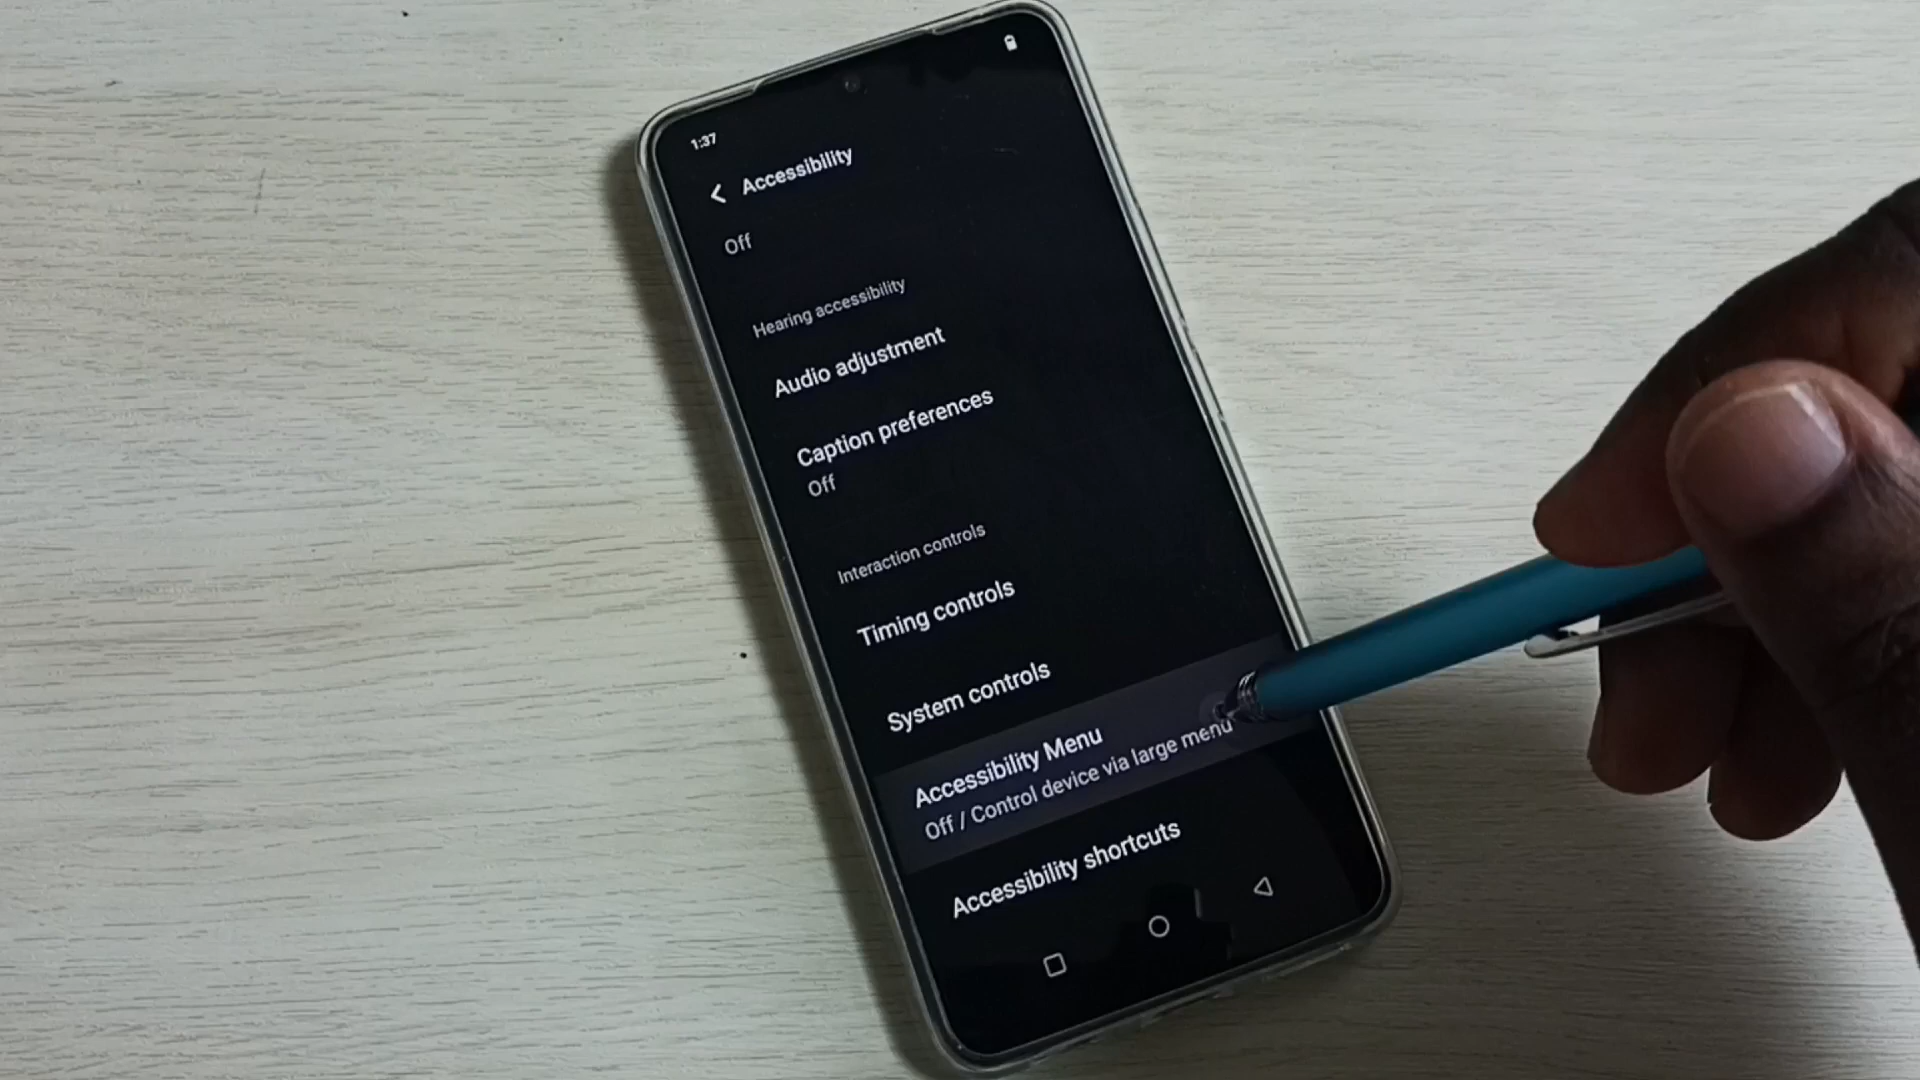 1:37
Accessibility
Off
Hearing accessibility
Audio adjustment
Caption preferences
Off
Interaction controls
Timing controls
System controls
Accessibility Menu
Off / Control device via large menu
Accessibility shortcuts